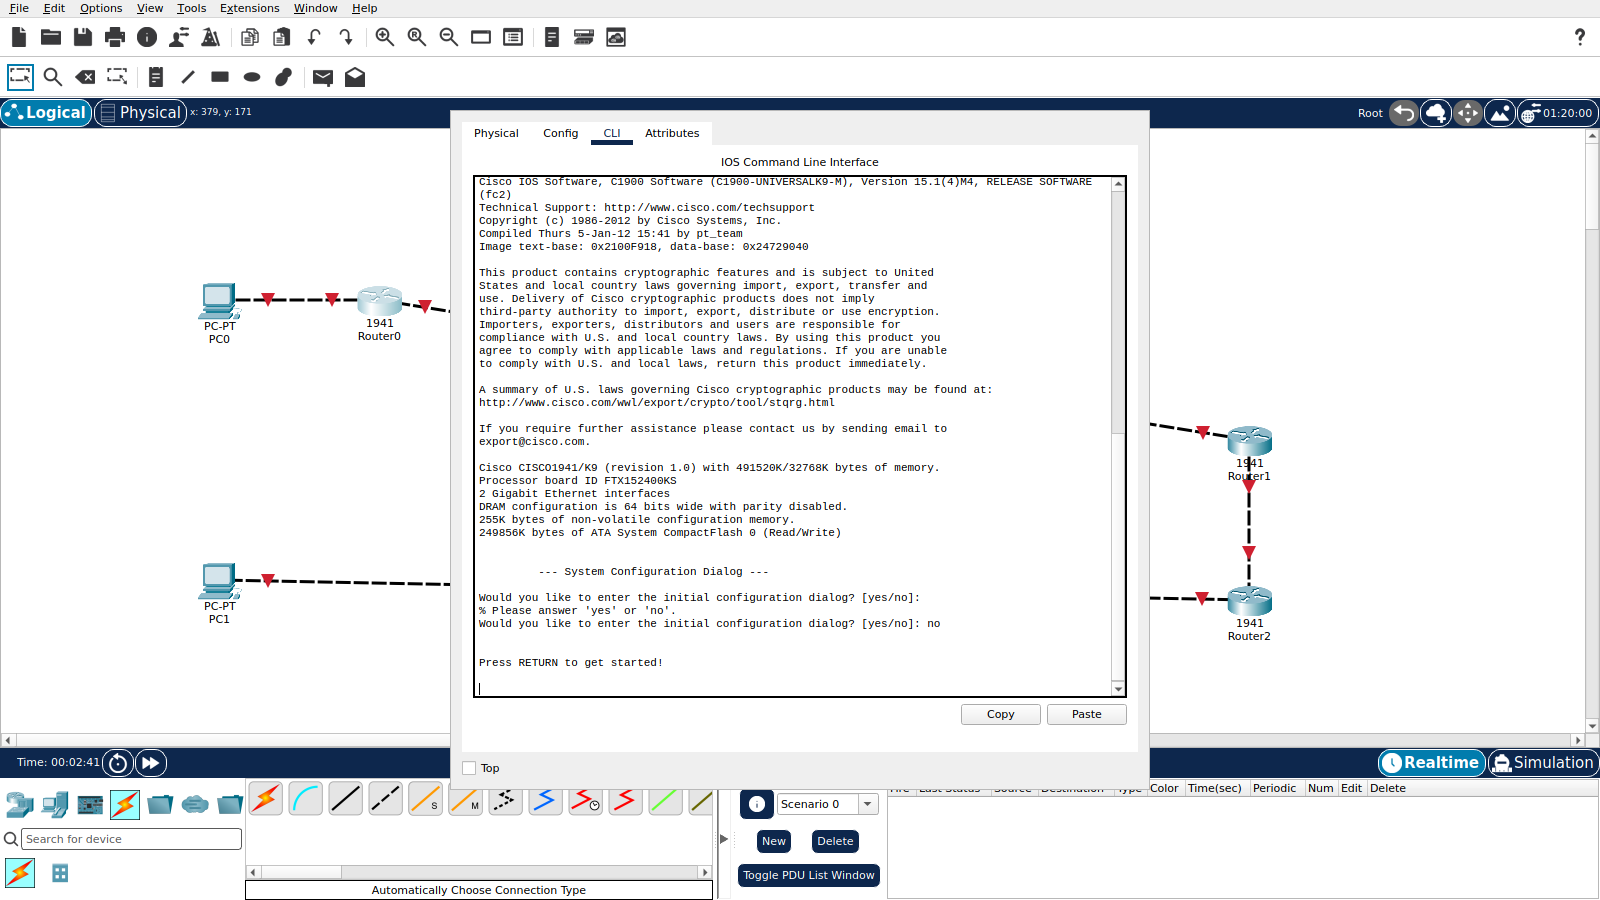 File Edit Options View Tools Extensions Window Help
Logical Physical x: 379, y: 171 Root 01:20:00
Physical Config CLI Attributes
IOS Command Line Interface
Cisco IOS Software, C1900 Software (C1900-UNIVERSALK9-M), Version 15.1(4)M4, RELEASE SOFTWARE
(fc2)
Technical Support: http://www.cisco.com/techsupport
Copyright (c) 1986-2012 by Cisco Systems, Inc.
Compiled Thurs 5-Jan-12 15:41 by pt_team
Image text-base: 0x2100F918, data-base: 0x24729040
This product contains cryptographic features and is subject to United
States and local country laws governing import, export, transfer and
use. Delivery of Cisco cryptographic products does not imply
third-party authority to import, export, distribute or use encryption.
Importers, exporters, distributors and users are responsible for
compliance with U.S. and local country laws. By using this product you
agree to comply with applicable laws and regulations. If you are unable
to comply with U.S. and local laws, return this product immediately.
A summary of U.S. laws governing Cisco cryptographic products may be found at:
http://www.cisco.com/wwl/export/crypto/tool/stqrg.html
If you require further assistance please contact us by sending email to
export@cisco.com.
Cisco CISCO1941/K9 (revision 1.0) with 491520K/32768K bytes of memory.
Processor board ID FTX152400KS
2 Gigabit Ethernet interfaces
DRAM configuration is 64 bits wide with parity disabled.
255K bytes of non-volatile configuration memory.
249856K bytes of ATA System CompactFlash 0 (Read/Write)
--- System Configuration Dialog ---
Would you like to enter the initial configuration dialog? [yes/no]:
% Please answer 'yes' or 'no'.
Would you like to enter the initial configuration dialog? [yes/no]: no
Press RETURN to get started!
Copy Paste
Top
PC-PT
PC0
1941
Router0
PC-PT
PC1
1941
Router1
1941
Router2
Time: 00:02:41 Realtime Simulation
Search for device
S
M
Automatically Choose Connection Type
Scenario 0
New Delete
Toggle PDU List Window
Fire Last Status Source Destination Type Color Time(sec) Periodic Num Edit Delete